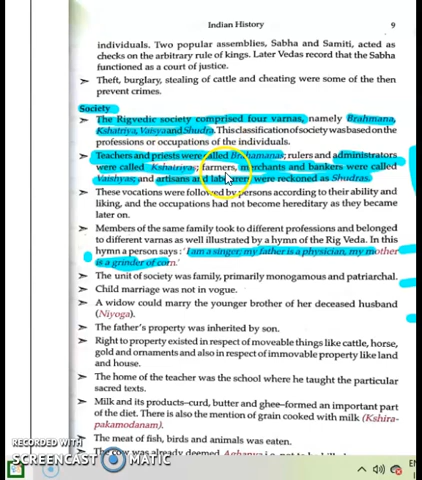 Indian History 9
individuals. Two popular assemblies, Sabha and Samiti, acted as
checks on the arbitrary rule of kings. Later Vedas record that the Sabha
functioned as a court of justice.
➤ Theft, burglary, stealing of cattle and cheating were some of the then
prevent crimes.
Society
➤ The Rigvedic society comprised four varnas, namely Brahmana,
Kshatriya, Vaisya and Shudra. This classification of society was based on the
professions or occupations of the individuals.
➤ Teachers and priests were called Brahamanas; rulers and administrators
were called Kshatriyas; farmers, merchants and bankers were called
Vaishyas; and artisans and labourers were reckoned as Shudras.
➤ These vocations were followed by persons according to their ability and
liking, and the occupations had not become hereditary as they became
later on.
➤ Members of the same family took to different professions and belonged
to different varnas as well illustrated by a hymn of the Rig Veda. In this
hymn a person says : 'I am a singer; my father is a physician, my mother
is a grinder of corn.'
➤ The unit of society was family, primarily monogamous and patriarchal.
➤ Child marriage was not in vogue.
➤ A widow could marry the younger brother of her deceased husband
(Niyoga).
➤ The father's property was inherited by son.
➤ Right to property existed in respect of moveable things like cattle, horse,
gold and ornaments and also in respect of immovable property like land
and house.
➤ The home of the teacher was the school where he taught the particular
sacred texts.
➤ Milk and its products–curd, butter and ghee–formed an important part
of the diet. There is also the mention of grain cooked with milk (Kshira-
pakamodanam).
➤ The meat of fish, birds and animals was eaten.
➤ The cow was already deemed
RECORDED WITH
SCREENCAST MATIC